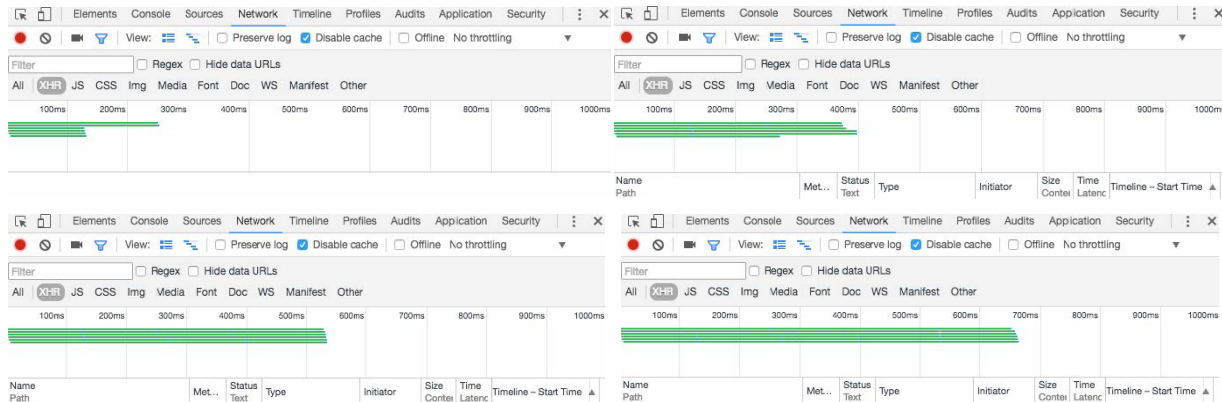 Elements Console Sources Network Timeline Profiles Audits Application Security
View: Preserve log Disable cache Offline No throttling
Filter Regex Hide data URLs
All XHR JS CSS Img Media Font Doc WS Manifest Other
100ms 200ms 300ms 400ms 500ms 600ms 700ms 800ms 900ms 1000ms
Elements Console Sources Network Timeline Profiles Audits Application Security
View: Preserve log Disable cache Offline No throttling
Filter Regex Hide data URLs
All XHR JS CSS Img Media Font Doc WS Manifest Other
100ms 200ms 300ms 400ms 500ms 600ms 700ms 800ms 900ms 1000m
Name Met... Status Type Initiator Size Time Timeline – Start Time
Path Text Conter Latenc
Elements Console Sources Network Timeline Profiles Audits Application Security
View: Preserve log Disable cache Offline No throttling
Filter Regex Hide data URLs
All XHR JS CSS Img Media Font Doc WS Manifest Other
100ms 200ms 300ms 400ms 500ms 600ms 700ms 800ms 900ms 1000ms
Name Met... Status Type Initiator Size Time Timeline – Start Time
Path Text Conter Latenc
Elements Console Sources Network Timeline Profiles Audits Application Security
View: Preserve log Disable cache Offline No throttling
Filter Regex Hide data URLs
All XHR JS CSS Img Media Font Doc WS Manifest Other
100ms 200ms 300ms 400ms 500ms 600ms 700ms 800ms 900ms 1000ms
Name Met... Status Type Initiator Size Time Timeline – Start Time
Path Text Conter Latenc